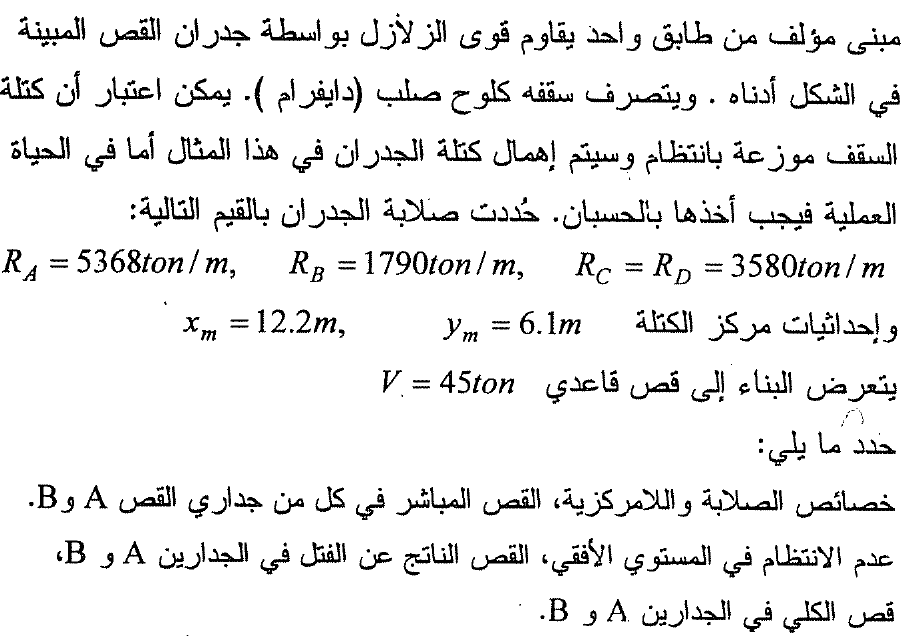 مبنى مؤلف من طابق واحد يقاوم قوى الزلازل بواسطة جدران القص المبينة
في الشكل أدناه . ويتصرف سقفه كلوح صلب (دايفرام ). يمكن اعتبار أن كتلة
السقف موزعة بانتظام وسيتم إهمال كتلة الجدران في هذا المثال أما في الحياة
العملية فيجب أخذها بالحسبان. حُددت صلابة الجدران بالقيم التالية:
R_A = 5368ton / m, R_B = 1790ton / m, R_C = R_D = 3580ton / m
وإحداثيات مركز الكتلة x_m = 12.2m, y_m = 6.1m
يتعرض البناء إلى قص قاعدي V = 45ton
حدد ما يلي:
خصائص الصلابة واللامركزية، القص المباشر في كل من جداري القص A و B.
عدم الانتظام في المستوي الأفقي، القص الناتج عن الفتل في الجدارين A و B،
قص الكلي في الجدارين A و B.